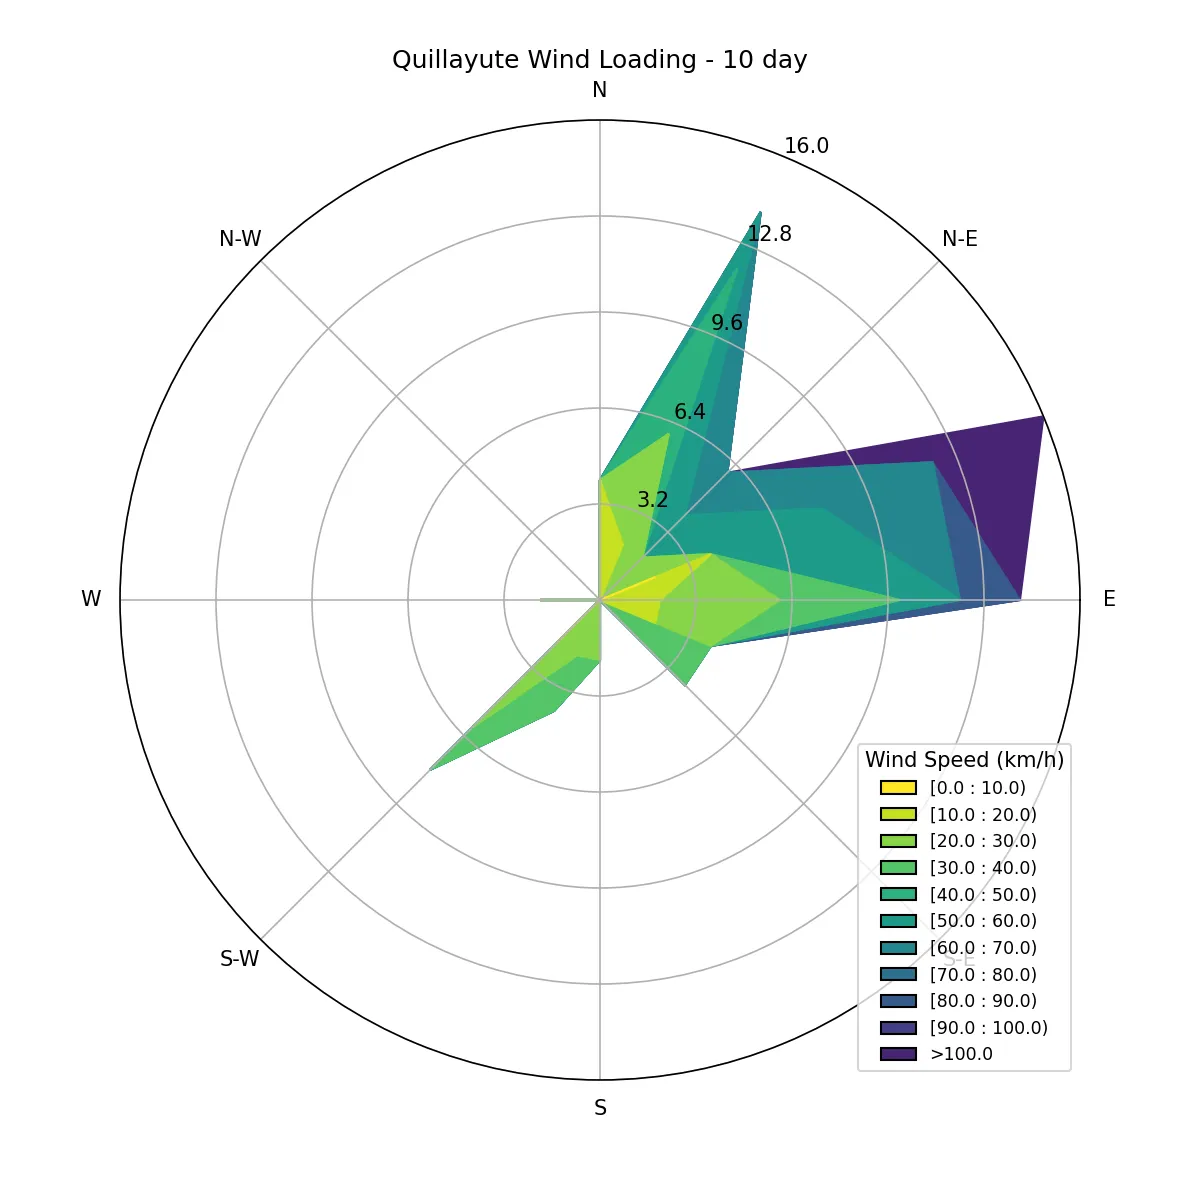 Quillayute Wind Loading - 10 day
N
16.0
N-W
12.8
N-E
9.6
6.4
3.2
W
E
Wind Speed (km/h)
[0.0 : 10.0)
[10.0 : 20.0)
[20.0 : 30.0)
[30.0 : 40.0)
[40.0 : 50.0)
[50.0 : 60.0)
[60.0 : 70.0)
[70.0 : 80.0)
[80.0 : 90.0)
[90.0 : 100.0)
>100.0
S-W
S-E
S